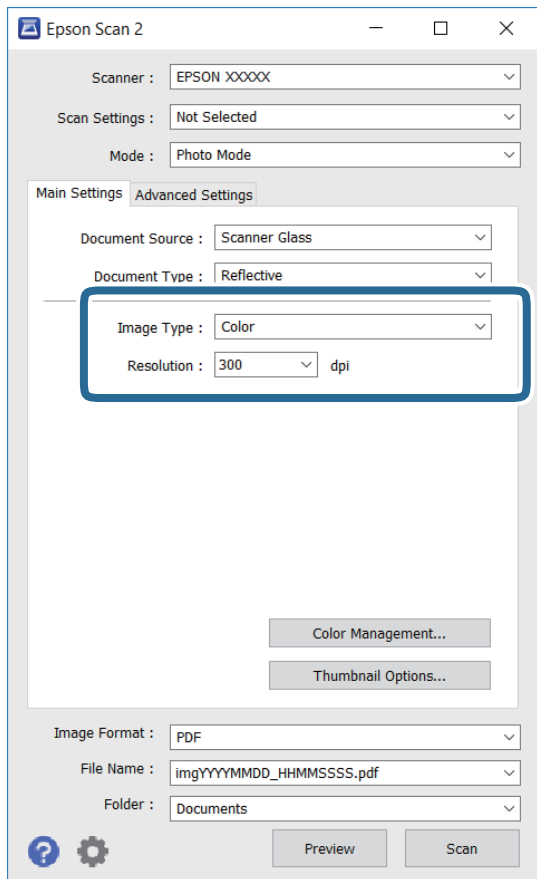 Epson Scan 2
Scanner : EPSON XXXXX
Scan Settings : Not Selected
Mode : Photo Mode
Main Settings Advanced Settings
Document Source : Scanner Glass
Document Type : Reflective
Image Type : Color
Resolution : 300 dpi
Color Management...
Thumbnail Options...
Image Format : PDF
File Name : imgYYYYMMDD_HHMMSSSS.pdf
Folder : Documents
? Preview Scan